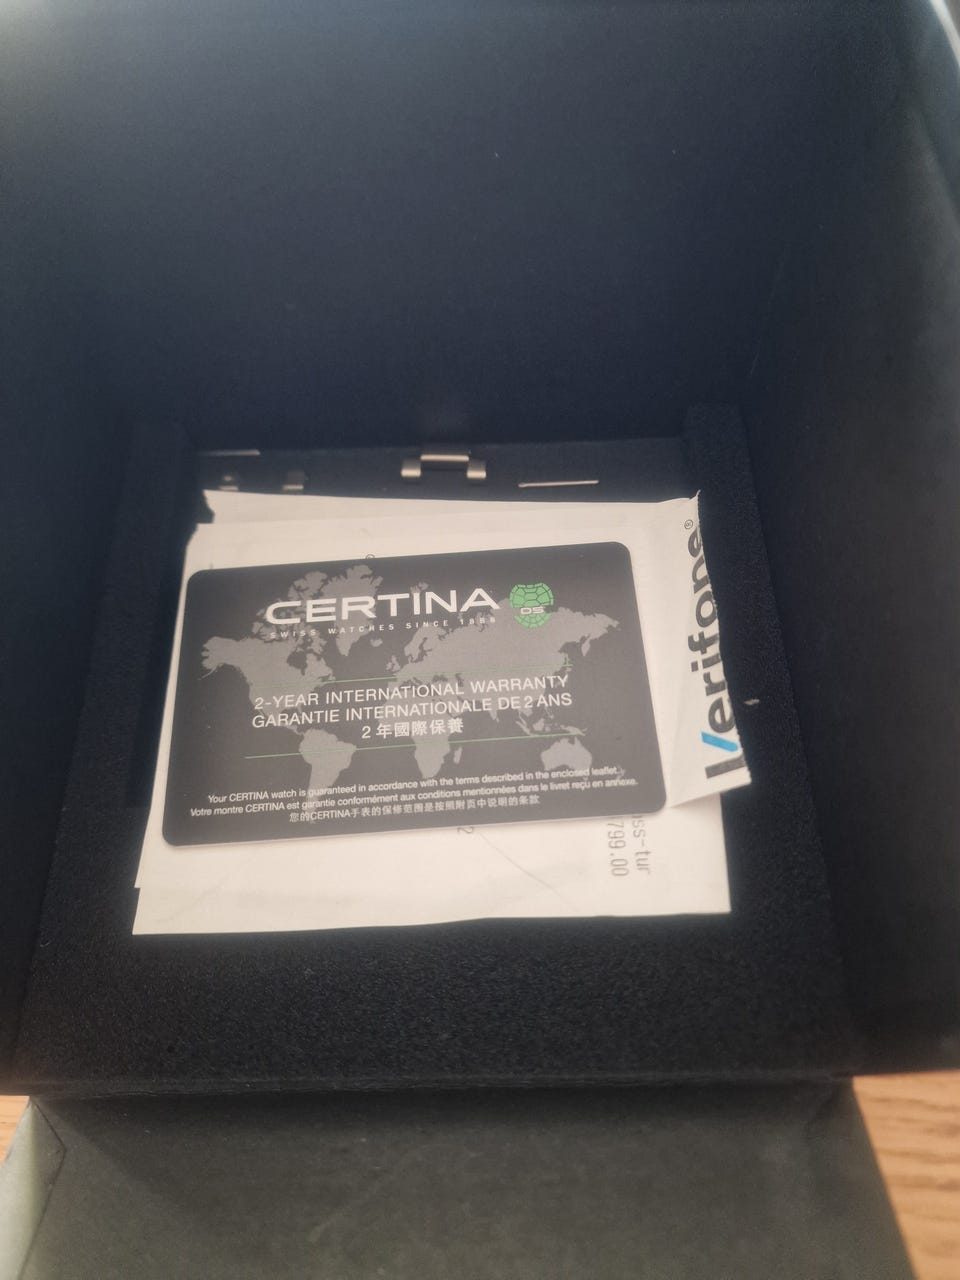 CERTINA
DS
SWISS WATCHES SINCE 1888
2-YEAR INTERNATIONAL WARRANTY
GARANTIE INTERNATIONALE DE 2 ANS
2 年國際保養
Your CERTINA watch is guaranteed in accordance with the terms described in the enclosed leaflet.
Votre montre CERTINA est garantie conformément aux conditions mentionnées dans le livret reçu en annexe.
您的CERTINA手表的保修范围是按照附页中说明的条款
Verifone®
ss-tur
799.00
2